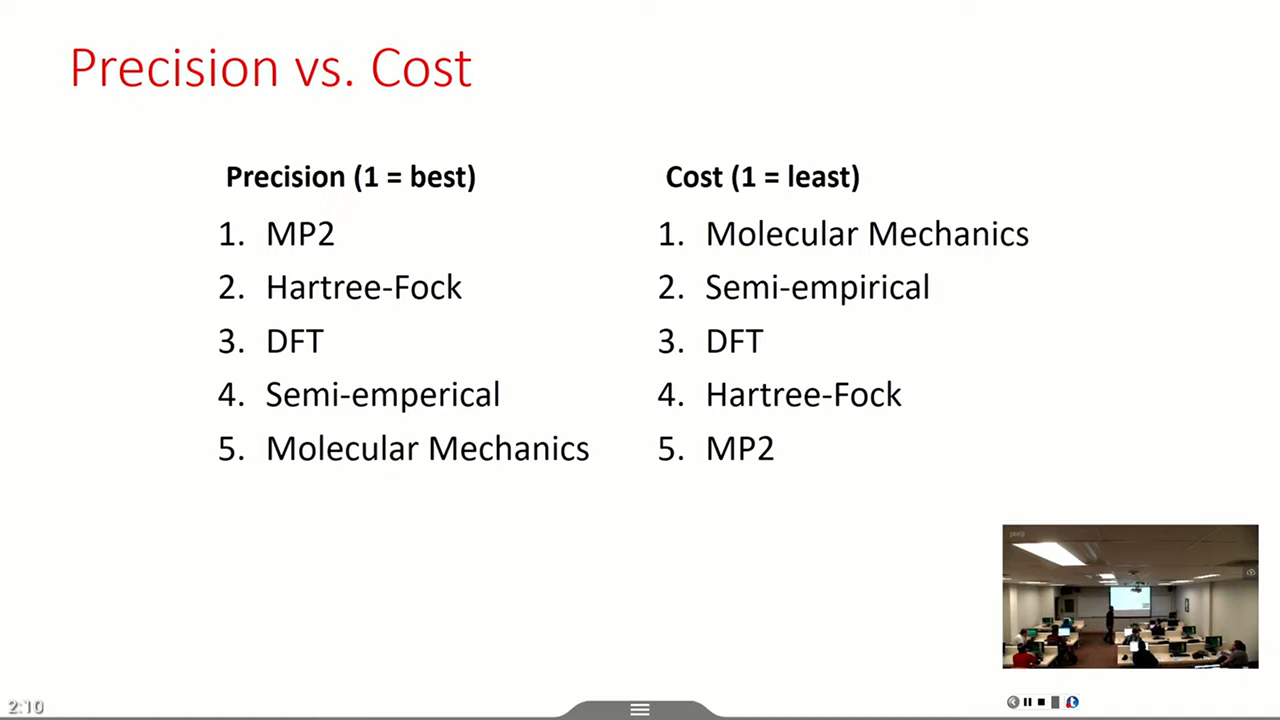 Precision vs. Cost
Precision (1 = best)
1. MP2
2. Hartree-Fock
3. DFT
4. Semi-emperical
5. Molecular Mechanics
Cost (1 = least)
1. Molecular Mechanics
2. Semi-empirical
3. DFT
4. Hartree-Fock
5. MP2
2:10